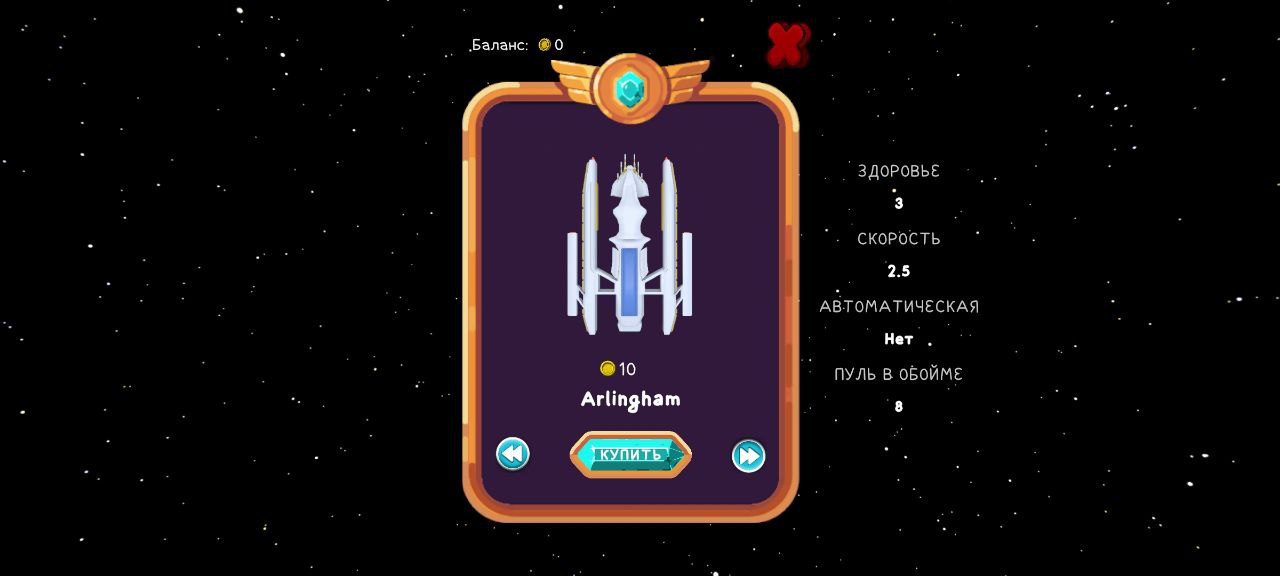 Баланс: 0
10
Arlingham
КУПИТЬ
ЗДОРОВЬЕ
3
СКОРОСТЬ
2.5
АВТОМАТИЧЕСКАЯ
Нет
ПУЛЬ В ОБОЙМЕ
8